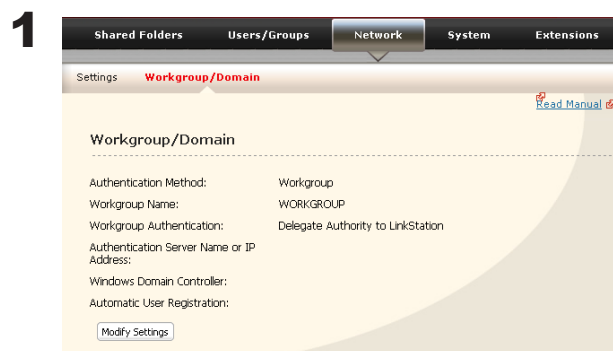 1
Shared Folders Users/Groups Network System Extensions
Settings Workgroup/Domain
Read Manual
Workgroup/Domain
Authentication Method: Workgroup
Workgroup Name: WORKGROUP
Workgroup Authentication: Delegate Authority to LinkStation
Authentication Server Name or IP
Address:
Windows Domain Controller:
Automatic User Registration:
Modify Settings